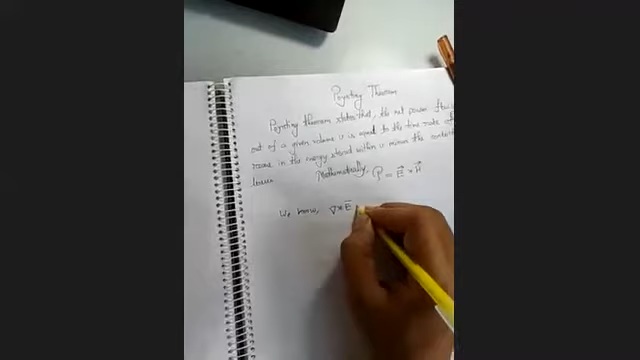 Poynting Theorem
Poynting theorem states that, the net power flowing
out of a given volume v is equal to the time rate of
in the energy stored within v minus the
losses.
Mathematically, P = E⃗ × H⃗
We know, ∇×E⃗